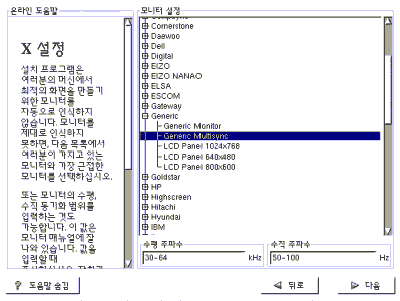 온라인 도움말
X 설정
설치 프로그램은
여러분의 머신에서
최적의 화면을 만들기
위한 모니터를
자동으로 인식하지
않습니다. 모니터를
제대로 인식하지
못하면, 다음 목록에서
여러분이 가지고 있는
모니터와 가장 근접한
모니터를 선택하십시오.
또는 모니터의 수평,
수직 동기화 범위를
입력하는 것도
가능합니다. 이 값은
모니터 매뉴얼에 잘
나와 있습니다. 값을
입력할 때
모니터 설정
Cornerstone
Daewoo
Dell
Digital
EIZO
EIZO NANAO
ELSA
ESCOM
Gateway
Generic
Generic Monitor
Generic Multisync
LCD Panel 1024x768
LCD Panel 640x480
LCD Panel 800x600
Goldstar
HP
Highscreen
Hitachi
Hyundai
IBM
수평 주파수
30-64 kHz
수직 주파수
50-100 Hz
도움말 숨김
뒤로
다음